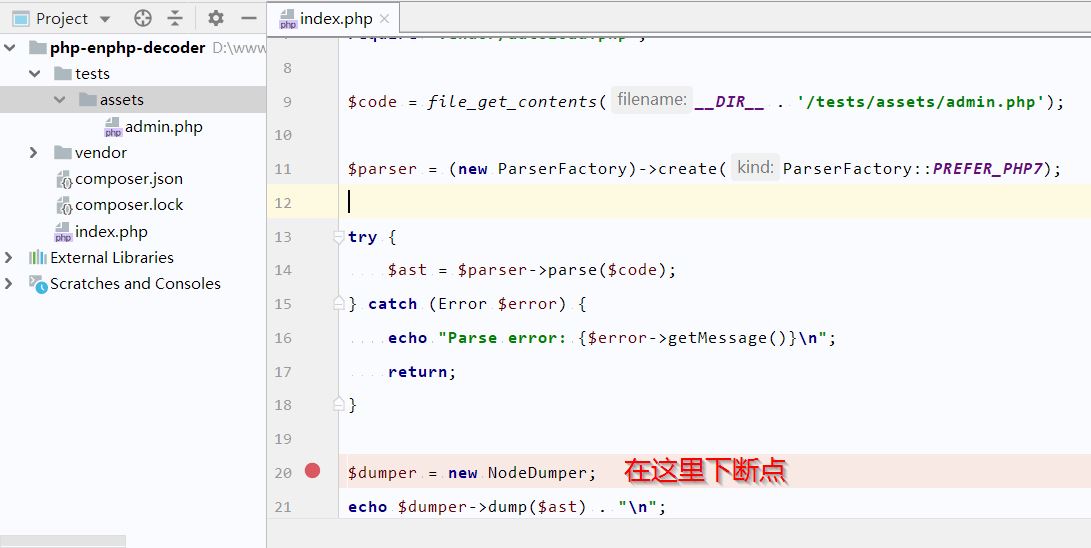 Project
index.php
php-enphp-decoder D:\www
tests
assets
admin.php
vendor
composer.json
composer.lock
index.php
External Libraries
Scratches and Consoles
8
9 $code = file_get_contents( filename: __DIR__ . '/tests/assets/admin.php');
10
11 $parser = (new ParserFactory)->create( kind: ParserFactory::PREFER_PHP7);
12
13 try {
14 $ast = $parser->parse($code);
15 } catch (Error $error) {
16 echo "Parse error: {$error->getMessage()}\n";
17 return;
18 }
19
20 $dumper = new NodeDumper; 在这里下断点
21 echo $dumper->dump($ast) . "\n";